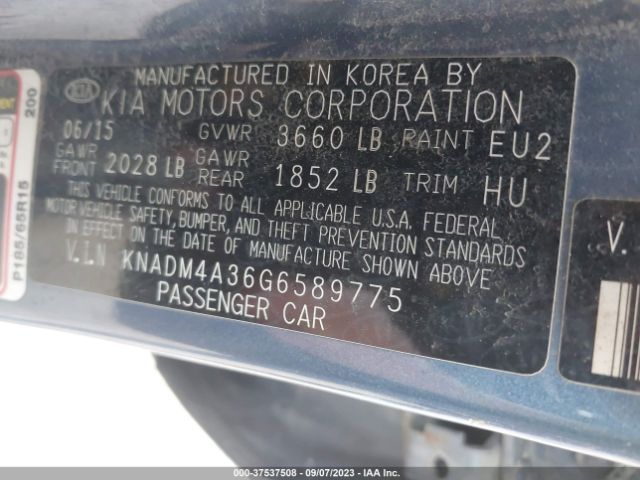 MANUFACTURED IN KOREA BY
KIA KIA MOTORS CORPORATION
06/15 GVWR 3660 LB PAINT EU2
GAWR FRONT 2028 LB GAWR REAR 1852 LB TRIM HU
THIS VEHICLE CONFORMS TO ALL APPLICABLE U.S.A. FEDERAL
MOTOR VEHICLE SAFETY, BUMPER, AND THEFT PREVENTION STANDARDS
IN EFFECT ON THE DATE OF MANUFACTURE SHOWN ABOVE.
V.I.N KNADM4A36G6589775
PASSENGER CAR
P185/65R15
200
V.
000-37537508 - 09/07/2023 -